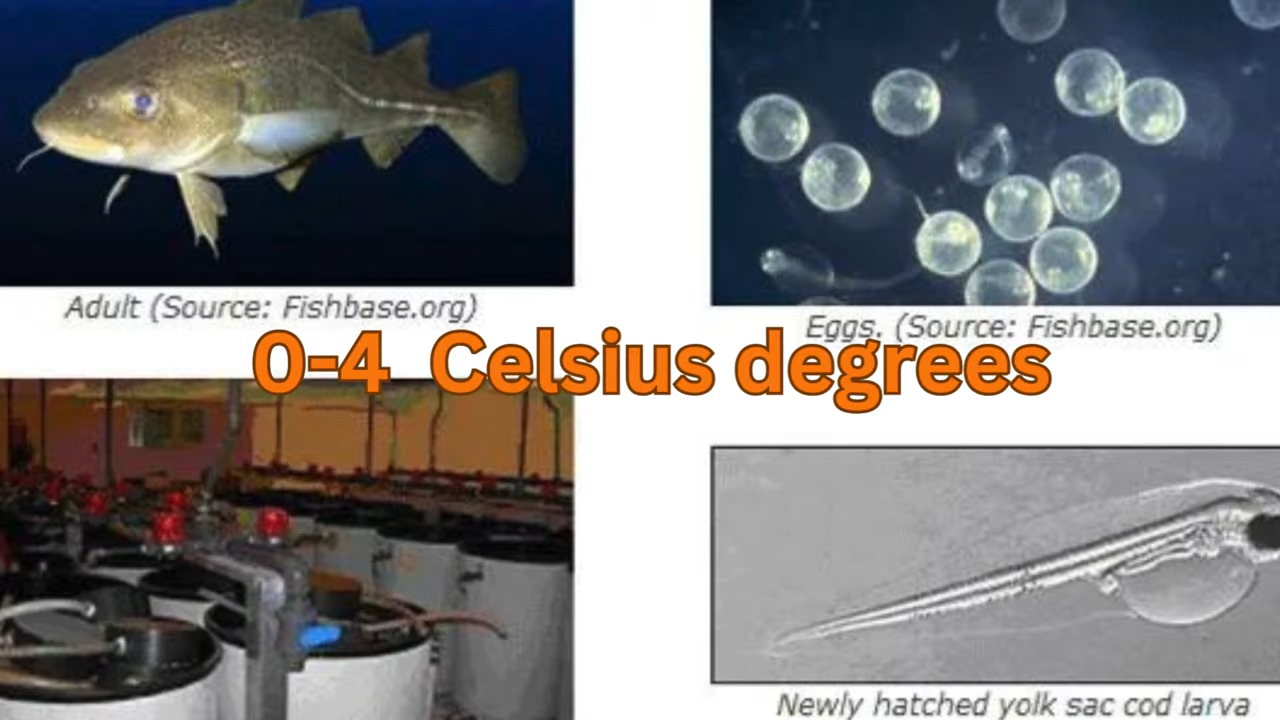 Adult (Source: Fishbase.org)
Eggs. (Source: Fishbase.org)
0-4 Celsius degrees
Newly hatched yolk sac cod larva